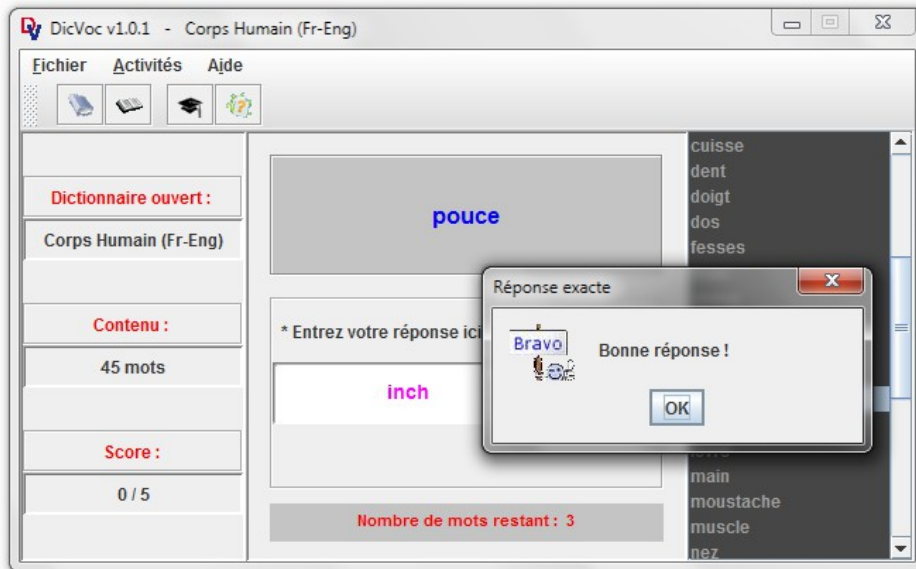 DicVoc v1.0.1 - Corps Humain (Fr-Eng)
Fichier Activités Aide
Dictionnaire ouvert :
Corps Humain (Fr-Eng)
Contenu :
45 mots
Score :
0 / 5
pouce
* Entrez votre réponse ici
inch
Nombre de mots restant : 3
Réponse exacte
Bravo
Bonne réponse !
OK
cuisse
dent
doigt
dos
fesses
main
moustache
muscle
nez